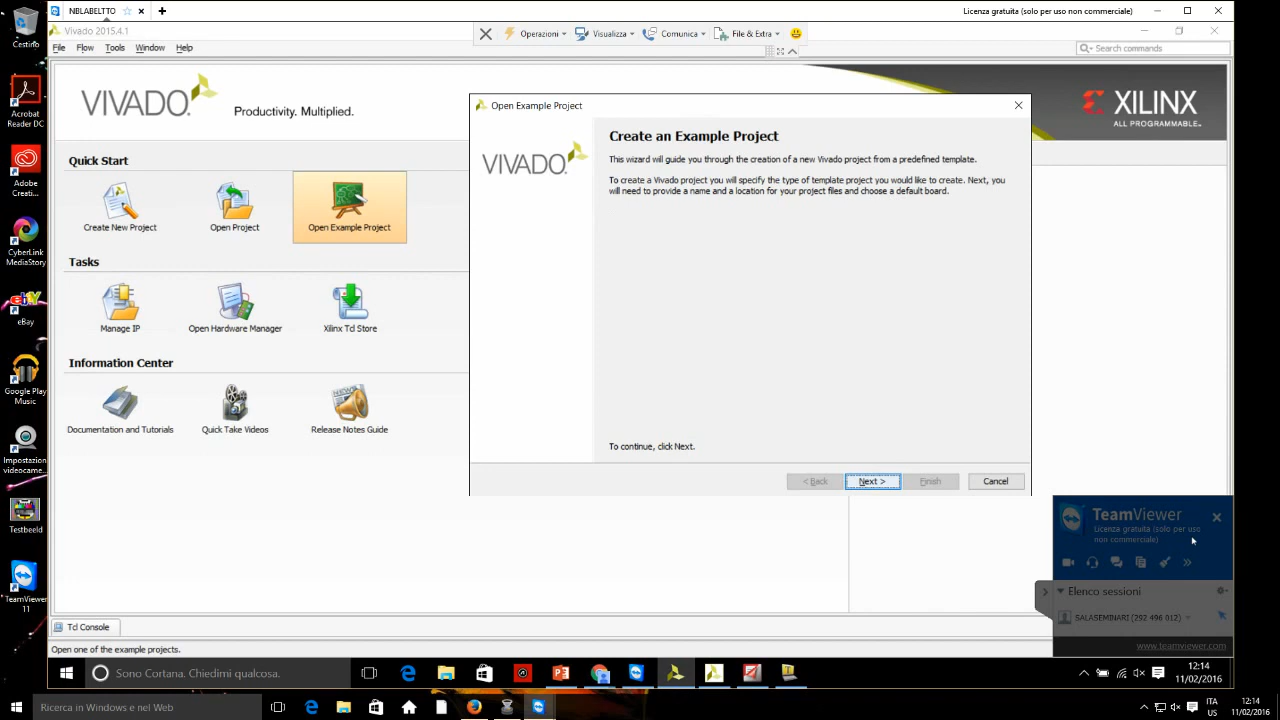 Cestino
Acrobat
Reader DC
Adobe
Creati...
CyberLink
MediaStory
eBay
Google Play
Music
Impostazion
videocame...
Testbeeld
TeamViewer
11
NBLABELTTO
Licenza gratuita (solo per uso non commerciale)
Vivado 2015.4.1
Operazioni
Visualizza
Comunica
File & Extra
File Flow Tools Window Help
Search commands
VIVADO.
Productivity. Multiplied.
XILINX
ALL PROGRAMMABLE.
Quick Start
Create New Project
Open Project
Open Example Project
Tasks
Manage IP
Open Hardware Manager
Xilinx Tcl Store
Information Center
Documentation and Tutorials
Quick Take Videos
Release Notes Guide
Open Example Project
VIVADO.
Create an Example Project
This wizard will guide you through the creation of a new Vivado project from a predefined template.
To create a Vivado project you will specify the type of template project you would like to create. Next, you
will need to provide a name and a location for your project files and choose a default board.
To continue, click Next.
< Back
Next >
Finish
Cancel
TeamViewer
Licenza gratuita (solo per uso
non commerciale)
Elenco sessioni
SALASEMINARI (292 496 012)
www.teamviewer.com
Tcl Console
Open one of the example projects.
Sono Cortana. Chiedimi qualcosa.
12:14
11/02/2016
Ricerca in Windows e nel Web
ITA
US
12:14
11/02/2016